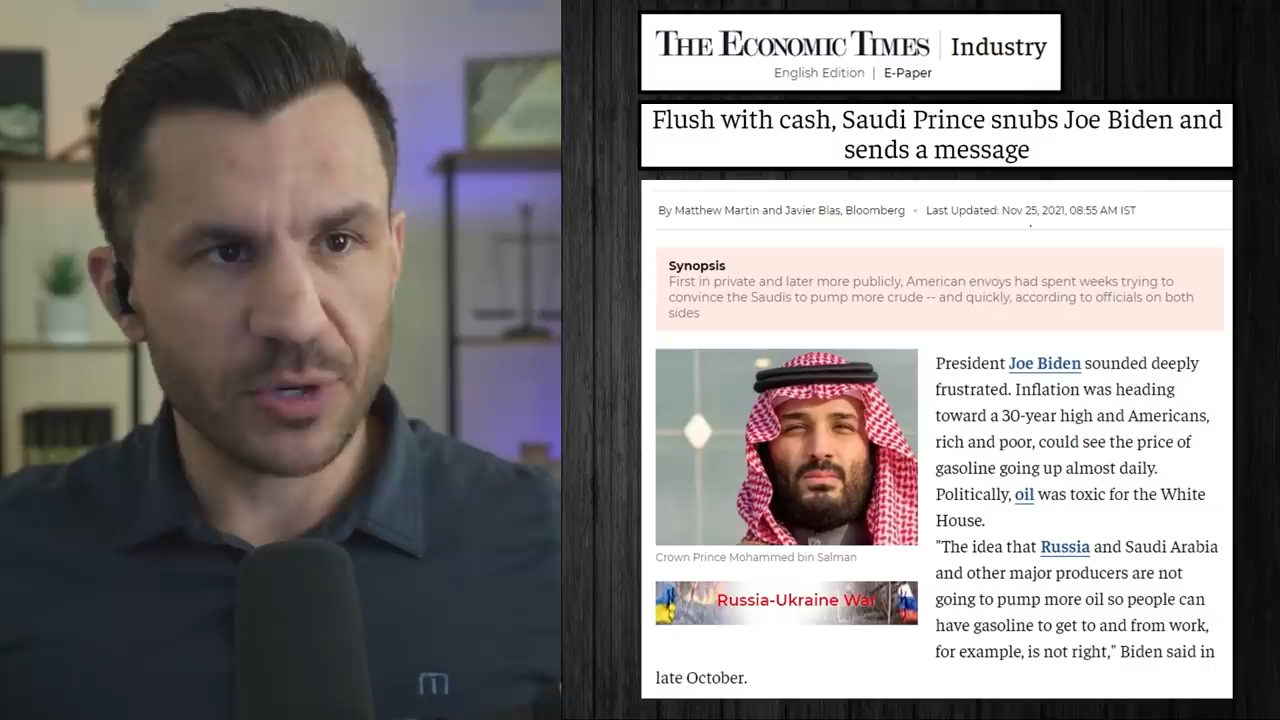 THE ECONOMIC TIMES | Industry
English Edition | E-Paper
Flush with cash, Saudi Prince snubs Joe Biden and
sends a message
By Matthew Martin and Javier Blas, Bloomberg • Last Updated: Nov 25, 2021, 08:55 AM IST
Synopsis
First in private and later more publicly, American envoys had spent weeks trying to
convince the Saudis to pump more crude -- and quickly, according to officials on both
sides
President Joe Biden sounded deeply
frustrated. Inflation was heading
toward a 30-year high and Americans,
rich and poor, could see the price of
gasoline going up almost daily.
Politically, oil was toxic for the White
House.
"The idea that Russia and Saudi Arabia
and other major producers are not
going to pump more oil so people can
have gasoline to get to and from work,
for example, is not right," Biden said in
late October.
Crown Prince Mohammed bin Salman
Russia-Ukraine War